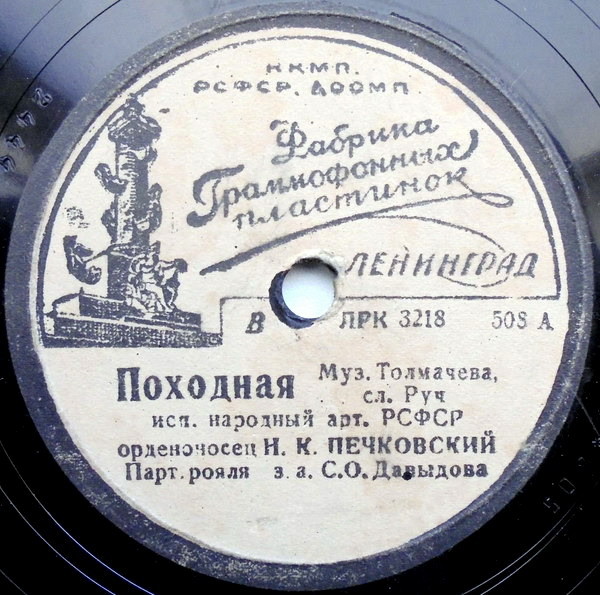 Н.К.М.П.
РСФСР. ЛООМП.
Фабрика
Граммофонных
пластинок
ЛЕНИНГРАД
В ЛРК 3218 508 А
Походная Муз. Толмачева,
сл. Руч
исп. народный арт. РСФСР
орденоносец Н. К. ПЕЧКОВСКИЙ
Парт. рояля з. а. С.О. Давыдова